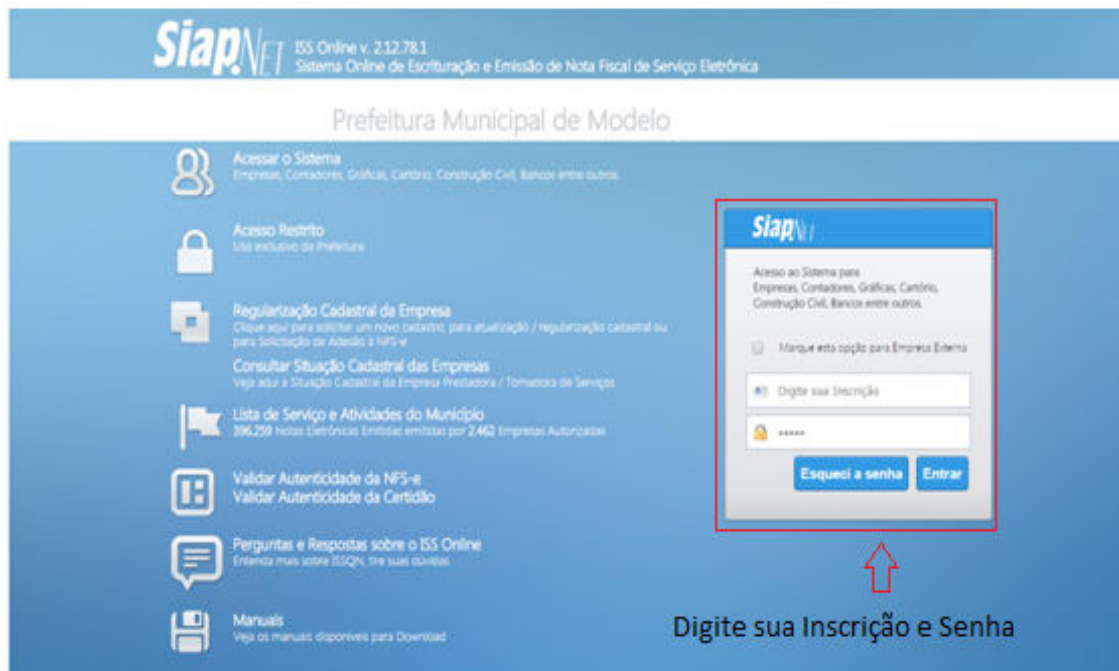 Siap.NET
ISS Online v. 2.12.78.1
Sistema Online de Escrituração e Emissão de Nota Fiscal de Serviço Eletrônica
Prefeitura Municipal de Modelo
Acessar o Sistema
Empresas, Contadores, Gráficas, Cartório, Construção Civil, Bancos entre outros.
Acesso Restrito
Uso exclusivo da Prefeitura
Regularização Cadastral da Empresa
Clique aqui para solicitar um novo cadastro, para atualização / regularização cadastral ou
para Solicitação de Adesão à NFS-e
Consultar Situação Cadastral das Empresas
Veja aqui a Situação Cadastral da Empresa Prestadora / Tomadora de Serviços
Lista de Serviço e Atividades do Município
396.259 Notas Eletrônicas Emitidas emitidas por 2.462 Empresas Autorizadas
Validar Autenticidade da NFS-e
Validar Autenticidade da Certidão
Perguntas e Respostas sobre o ISS Online
Entenda mais sobre ISSQN, tire suas dúvidas
Manuais
Veja os manuais disponíveis para Download
Siap.NET
Acesso ao Sistema para
Empresas, Contadores, Gráficas, Cartório,
Construção Civil, Bancos entre outros.
Marque esta opção para Empresa Externa
Digite sua Inscrição
•••••
Esqueci a senha
Entrar
Digite sua Inscrição e Senha